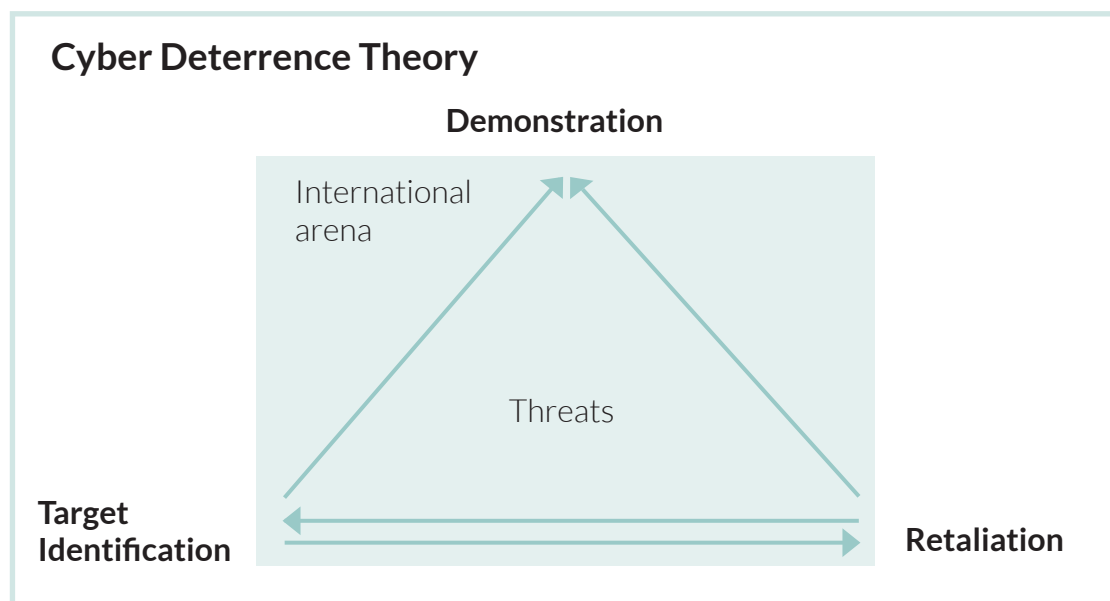 Cyber Deterrence Theory
Demonstration
International
arena
Threats
Target
Identification
Retaliation